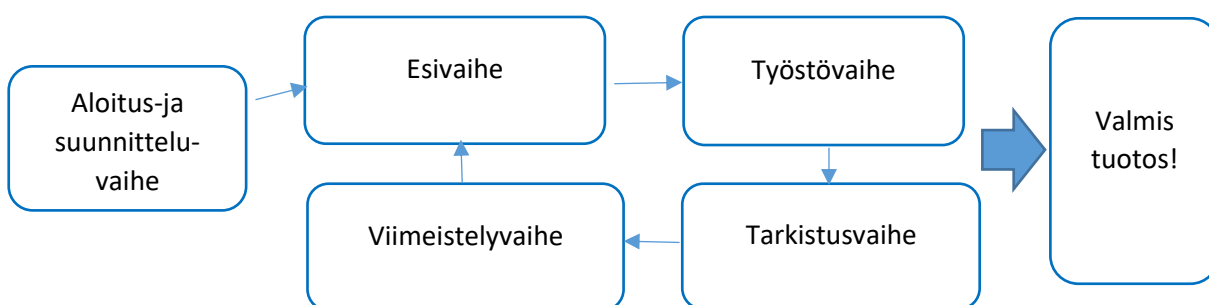 Aloitus-ja
suunnittelu-
vaihe
Esivaihe
Työstövaihe
Tarkistusvaihe
Viimeistelyvaihe
Valmis
tuotos!